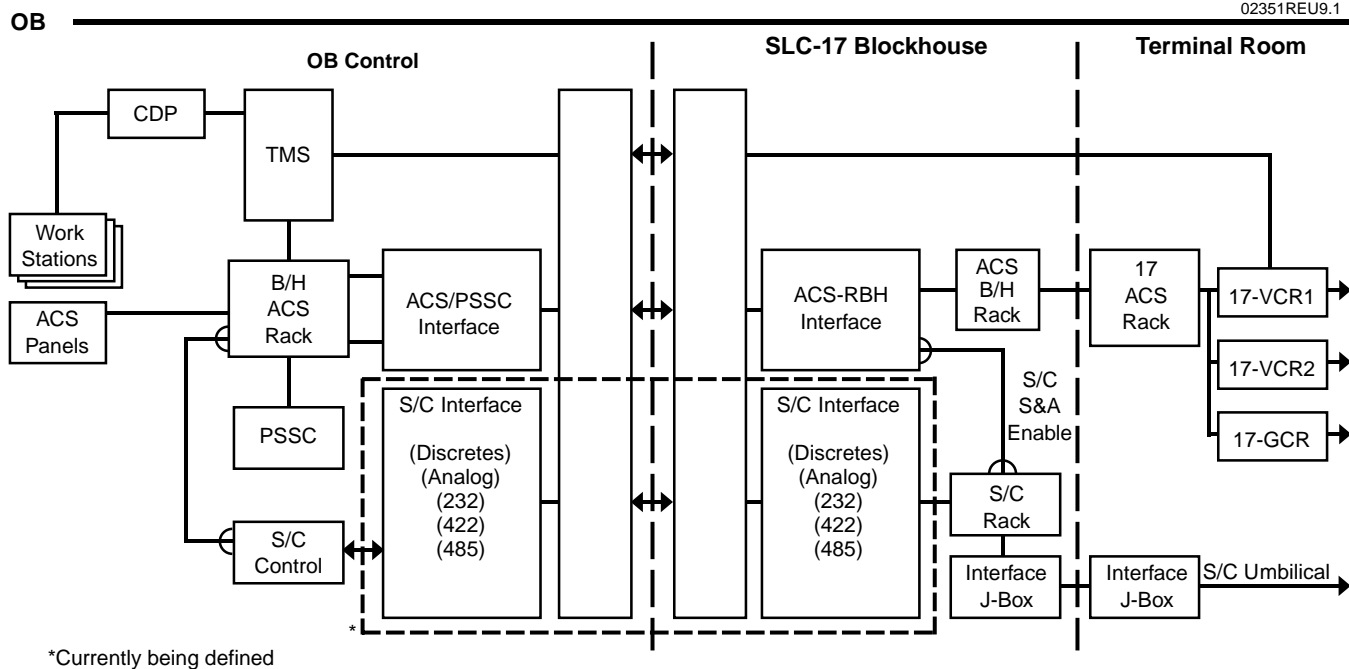 02351REU9.1
OB
OB Control
SLC-17 Blockhouse
Terminal Room
CDP
TMS
Work
Stations
ACS
Panels
B/H
ACS
Rack
ACS/PSSC
Interface
PSSC
S/C
Control
S/C Interface
(Discretes)
(Analog)
(232)
(422)
(485)
ACS-RBH
Interface
S/C Interface
(Discretes)
(Analog)
(232)
(422)
(485)
ACS
B/H
Rack
S/C
S&A
Enable
S/C
Rack
Interface
J-Box
17
ACS
Rack
17-VCR1
17-VCR2
17-GCR
Interface
J-Box
S/C Umbilical
*
*Currently being defined